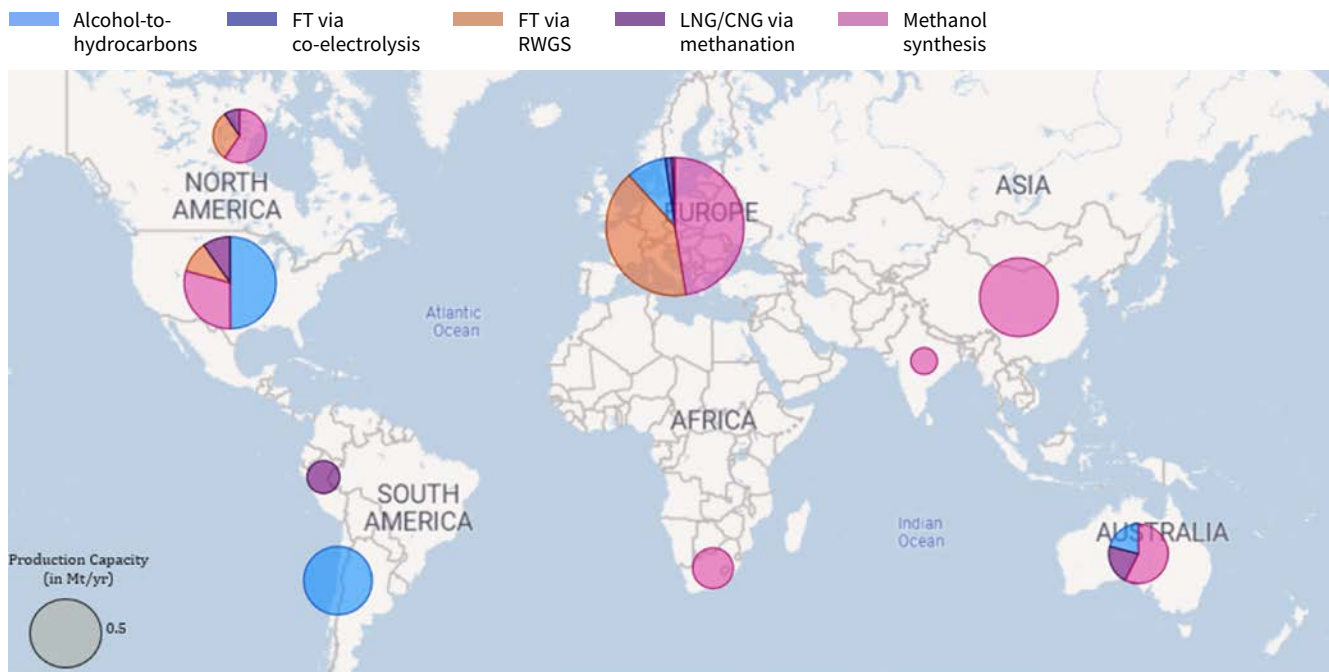 Alcohol-to-
hydrocarbons
FT via
co-electrolysis
FT via
RWGS
LNG/CNG via
methanation
Methanol
synthesis
NORTH
AMERICA
EUROPE
ASIA
Atlantic
Ocean
AFRICA
SOUTH
AMERICA
Indian
Ocean
AUSTRALIA
Production Capacity
(in Mt/yr)
0.5